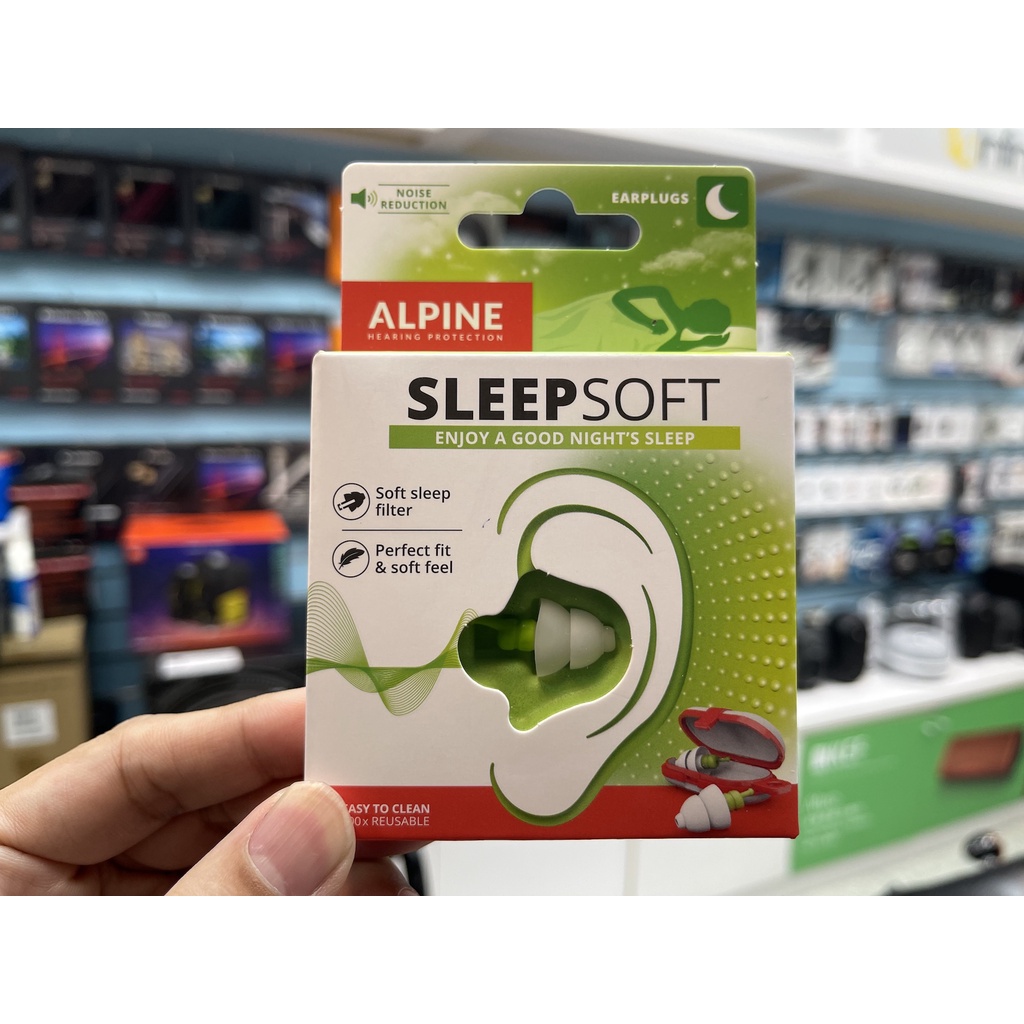 NOISE
REDUCTION
EARPLUGS
ALPINE
HEARING PROTECTION
SLEEPSOFT
ENJOY A GOOD NIGHT'S SLEEP
Soft sleep
filter
Perfect fit
& soft feel
TO CLEAN
REUSABLE